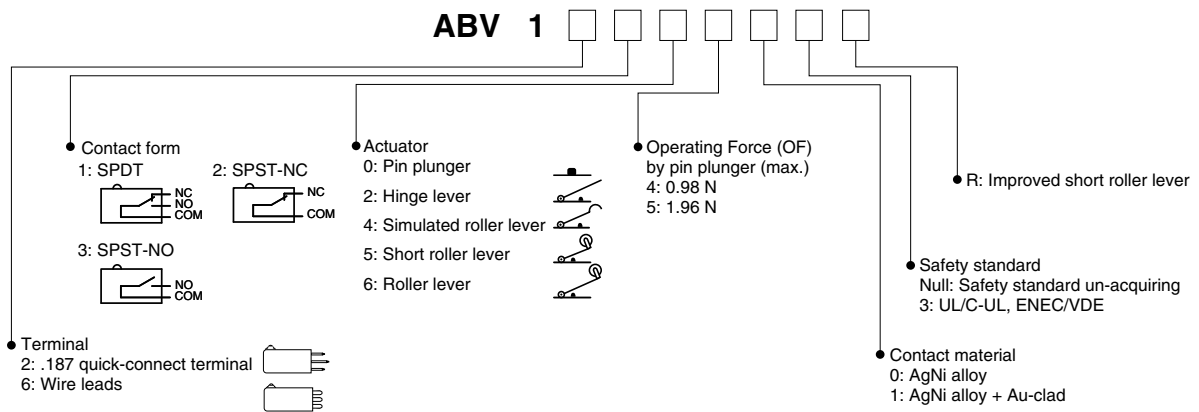 ABV 1
Contact form
1: SPDT
NC
NO
COM
2: SPST-NC
NC
COM
3: SPST-NO
NO
COM
Actuator
0: Pin plunger
2: Hinge lever
4: Simulated roller lever
5: Short roller lever
6: Roller lever
Operating Force (OF)
by pin plunger (max.)
4: 0.98 N
5: 1.96 N
R: Improved short roller lever
Safety standard
Null: Safety standard un-acquiring
3: UL/C-UL, ENEC/VDE
Terminal
2: .187 quick-connect terminal
6: Wire leads
Contact material
0: AgNi alloy
1: AgNi alloy + Au-clad